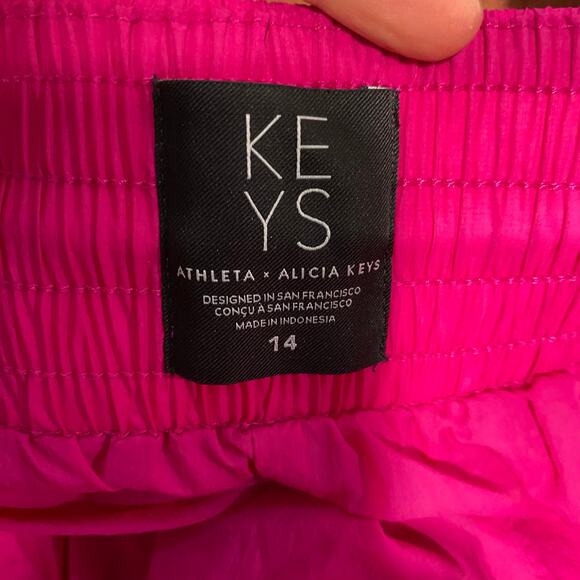 KE
YS
ATHLETA × ALICIA KEYS
DESIGNED IN SAN FRANCISCO
CONÇU À SAN FRANCISCO
MADE IN INDONESIA
14